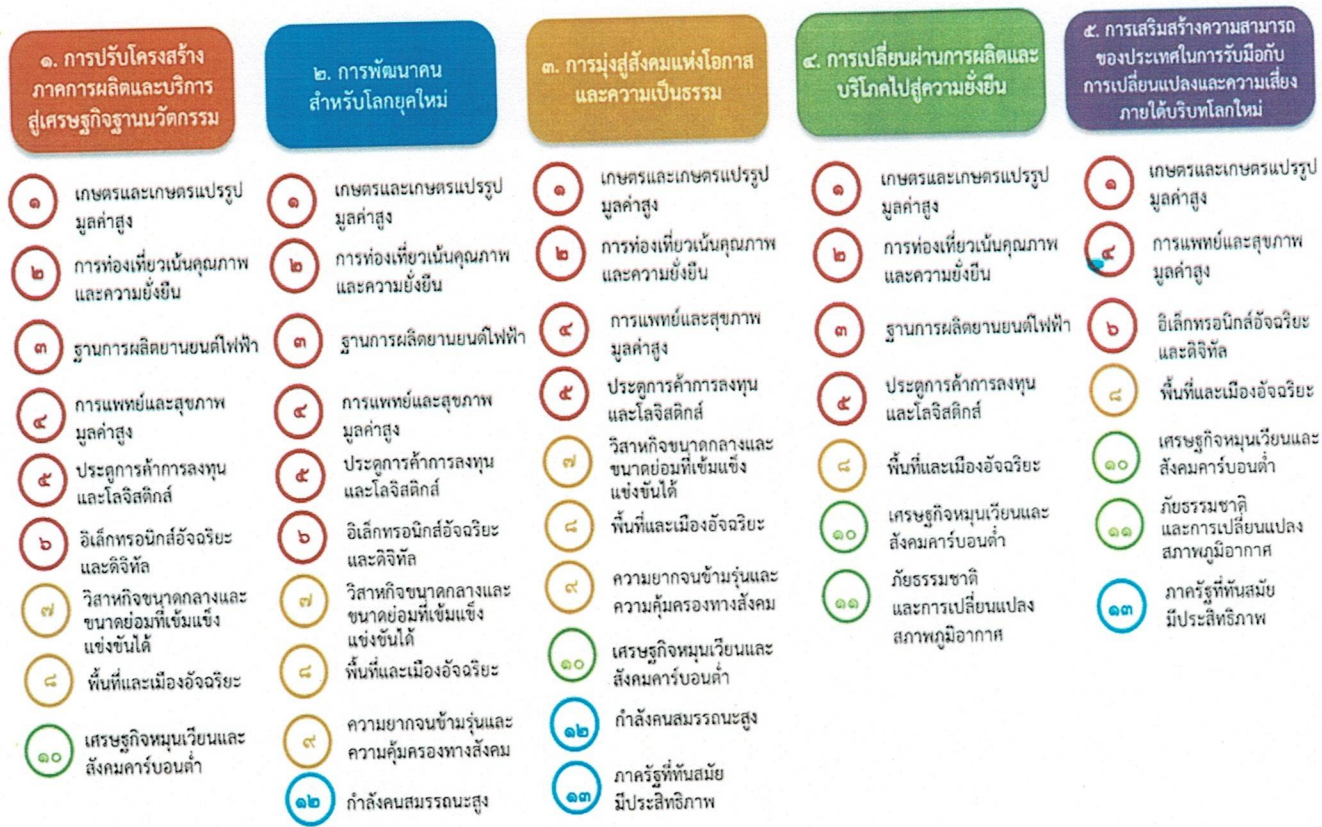 ๑. การปรับโครงสร้าง
ภาคการผลิตและบริการ
สู่เศรษฐกิจฐานนวัตกรรม
๑
เกษตรและเกษตรแปรรูป
มูลค่าสูง
๒
การท่องเที่ยวเน้นคุณภาพ
และความยั่งยืน
๓
ฐานการผลิตยานยนต์ไฟฟ้า
๔
การแพทย์และสุขภาพ
มูลค่าสูง
๕
ประตูการค้าการลงทุน
และโลจิสติกส์
๖
อิเล็กทรอนิกส์อัจฉริยะ
และดิจิทัล
๗
วิสาหกิจขนาดกลางและ
ขนาดย่อมที่เข้มแข็ง
แข่งขันได้
๘
พื้นที่และเมืองอัจฉริยะ
๑๐
เศรษฐกิจหมุนเวียนและ
สังคมคาร์บอนต่ำ
๒. การพัฒนาคน
สำหรับโลกยุคใหม่
๑
เกษตรและเกษตรแปรรูป
มูลค่าสูง
๒
การท่องเที่ยวเน้นคุณภาพ
และความยั่งยืน
๓
ฐานการผลิตยานยนต์ไฟฟ้า
๔
การแพทย์และสุขภาพ
มูลค่าสูง
๕
ประตูการค้าการลงทุน
และโลจิสติกส์
๖
อิเล็กทรอนิกส์อัจฉริยะ
และดิจิทัล
๗
วิสาหกิจขนาดกลางและ
ขนาดย่อมที่เข้มแข็ง
แข่งขันได้
๘
พื้นที่และเมืองอัจฉริยะ
๙
ความยากจนข้ามรุ่นและ
ความคุ้มครองทางสังคม
๑๒
กำลังคนสมรรถนะสูง
๓. การมุ่งสู่สังคมแห่งโอกาส
และความเป็นธรรม
๑
เกษตรและเกษตรแปรรูป
มูลค่าสูง
๒
การท่องเที่ยวเน้นคุณภาพ
และความยั่งยืน
๔
การแพทย์และสุขภาพ
มูลค่าสูง
๕
ประตูการค้าการลงทุน
และโลจิสติกส์
๗
วิสาหกิจขนาดกลางและ
ขนาดย่อมที่เข้มแข็ง
แข่งขันได้
๘
พื้นที่และเมืองอัจฉริยะ
๙
ความยากจนข้ามรุ่นและ
ความคุ้มครองทางสังคม
๑๐
เศรษฐกิจหมุนเวียนและ
สังคมคาร์บอนต่ำ
๑๒
กำลังคนสมรรถนะสูง
๑๓
ภาครัฐที่ทันสมัย
มีประสิทธิภาพ
๔. การเปลี่ยนผ่านการผลิตและ
บริโภคไปสู่ความยั่งยืน
๑
เกษตรและเกษตรแปรรูป
มูลค่าสูง
๒
การท่องเที่ยวเน้นคุณภาพ
และความยั่งยืน
๓
ฐานการผลิตยานยนต์ไฟฟ้า
๕
ประตูการค้าการลงทุน
และโลจิสติกส์
๘
พื้นที่และเมืองอัจฉริยะ
๑๐
เศรษฐกิจหมุนเวียนและ
สังคมคาร์บอนต่ำ
๑๑
ภัยธรรมชาติ
และการเปลี่ยนแปลง
สภาพภูมิอากาศ
๕. การเสริมสร้างความสามารถ
ของประเทศในการรับมือกับ
การเปลี่ยนแปลงและความเสี่ยง
ภายใต้บริบทโลกใหม่
๑
เกษตรและเกษตรแปรรูป
มูลค่าสูง
๔
การแพทย์และสุขภาพ
มูลค่าสูง
๖
อิเล็กทรอนิกส์อัจฉริยะ
และดิจิทัล
๘
พื้นที่และเมืองอัจฉริยะ
๑๐
เศรษฐกิจหมุนเวียนและ
สังคมคาร์บอนต่ำ
๑๑
ภัยธรรมชาติ
และการเปลี่ยนแปลง
สภาพภูมิอากาศ
๑๓
ภาครัฐที่ทันสมัย
มีประสิทธิภาพ